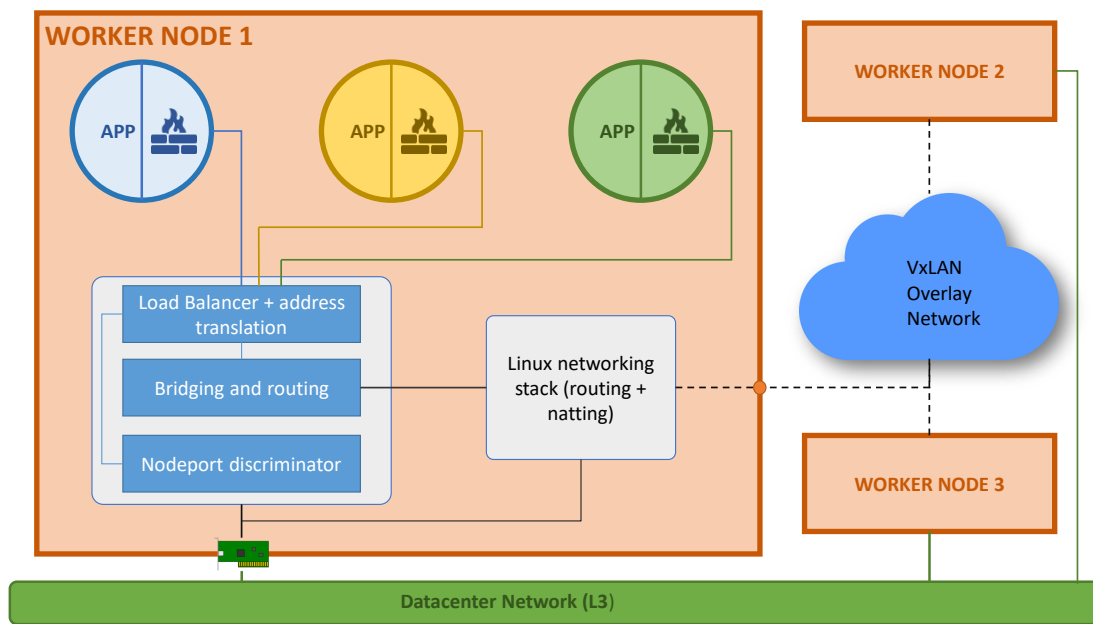 WORKER NODE 1
WORKER NODE 2
APP
APP
APP
VxLAN
Overlay
Network
Load Balancer + address
translation
Linux networking
stack (routing +
natting)
Bridging and routing
Nodeport discriminator
WORKER NODE 3
Datacenter Network (L3)